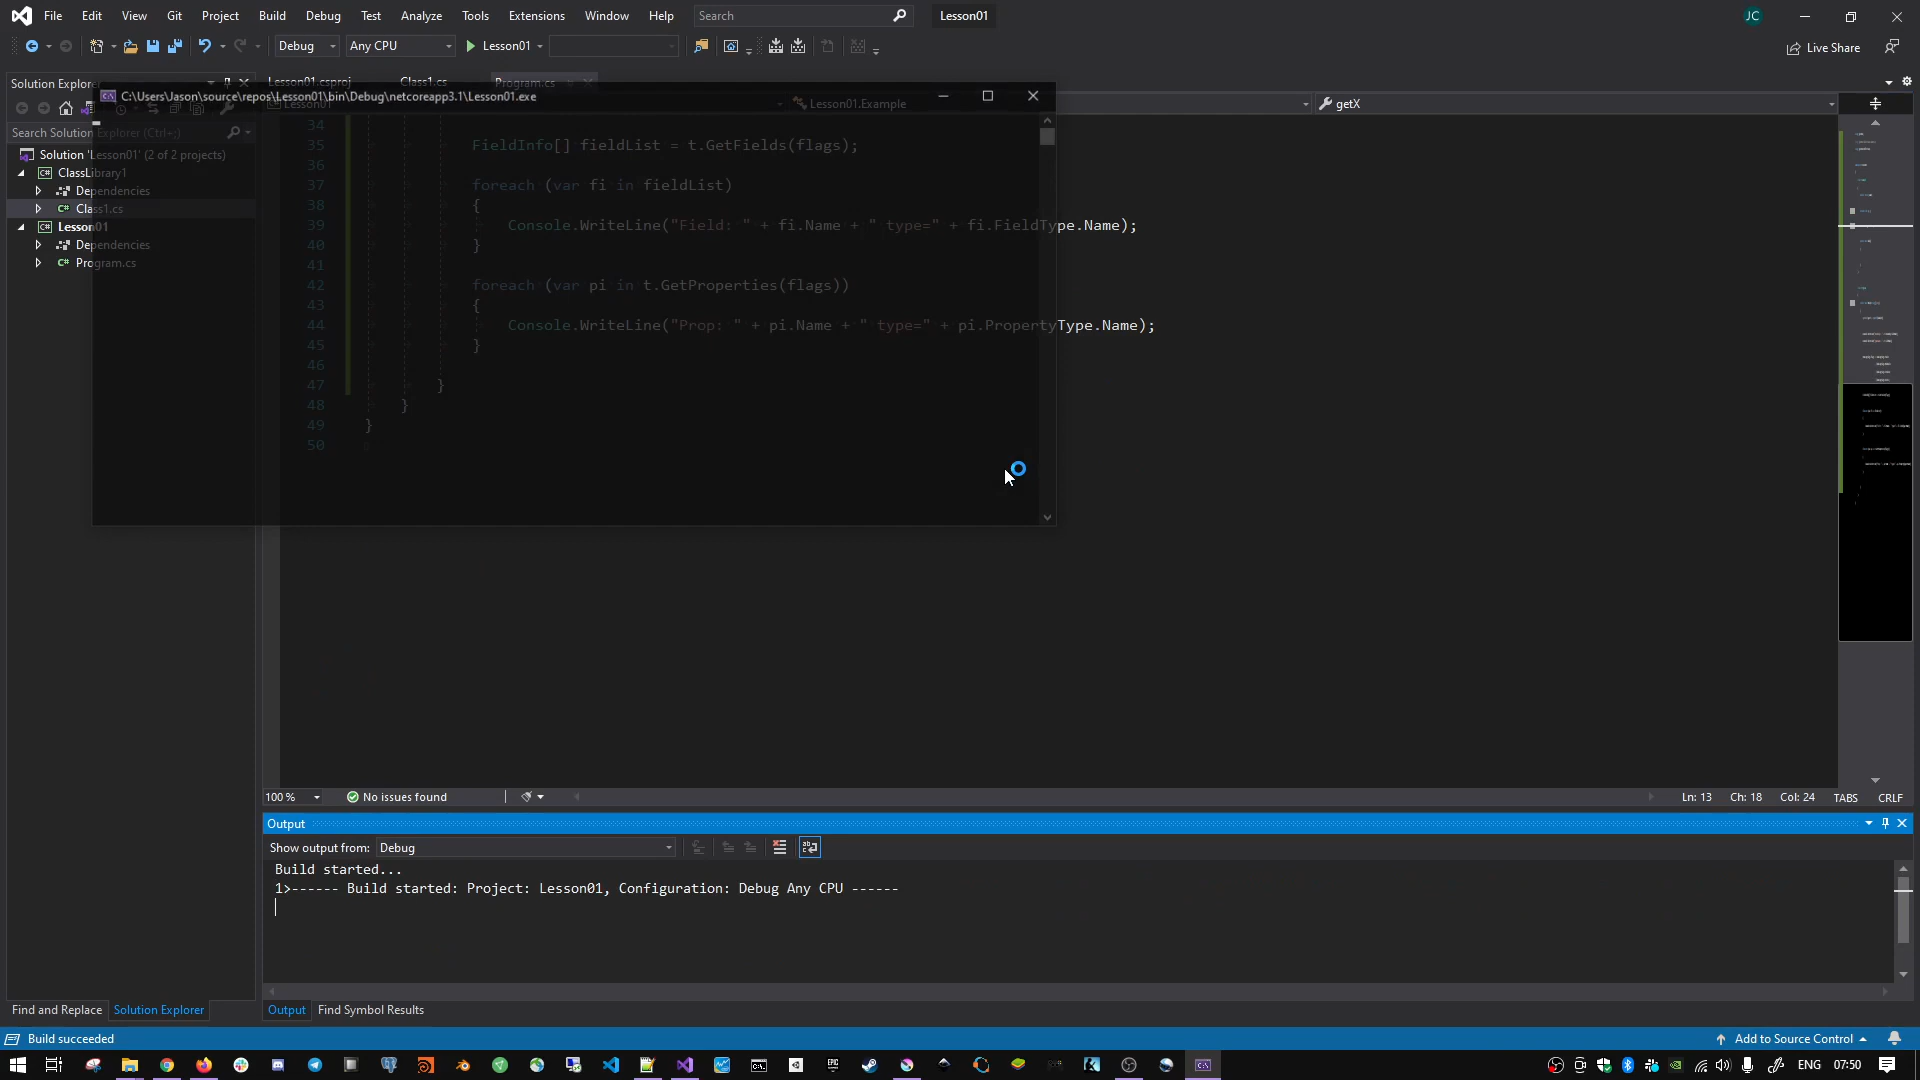 File Edit View Git Project Build Debug Test Analyze Tools Extensions Window Help Search Lesson01 JC
Debug Any CPU Lesson01 Live Share
Solution Explorer Lesson01.csproj Class1.cs Program.cs
C:\Users\Jason\source\repos\Lesson01\bin\Debug\netcoreapp3.1\Lesson01.exe
Lesson01 Lesson01.Example getX
Search Solution Explorer (Ctrl+;)
Solution 'Lesson01' (2 of 2 projects)
ClassLibrary1
Dependencies
Class1.cs
Lesson01
Dependencies
Program.cs
34
35 FieldInfo[] fieldList = t.GetFields(flags);
36
37 foreach (var fi in fieldList)
38 {
39 Console.WriteLine("Field: " + fi.Name + " type=" + fi.FieldType.Name);
40 }
41
42 foreach (var pi in t.GetProperties(flags))
43 {
44 Console.WriteLine("Prop: " + pi.Name + " type=" + pi.PropertyType.Name);
45 }
46
47 }
48 }
49 }
50
100 % No issues found Ln: 13 Ch: 18 Col: 24 TABS CRLF
Output
Show output from: Debug
Build started...
1>------ Build started: Project: Lesson01, Configuration: Debug Any CPU ------
Find and Replace Solution Explorer Output Find Symbol Results
Build succeeded Add to Source Control
ENG 07:50